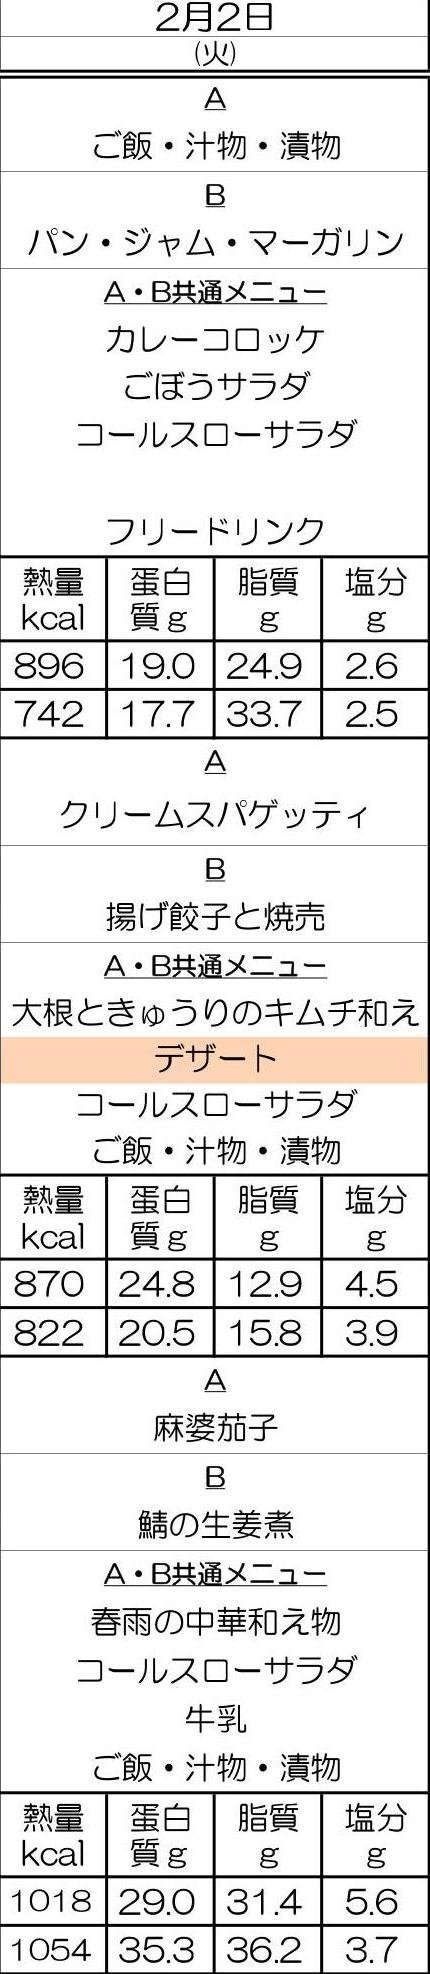 2月2日
(火)
A
ご飯・汁物・漬物
B
パン・ジャム・マーガリン
A・B共通メニュー
カレーコロッケ
ごぼうサラダ
コールスローサラダ
フリードリンク
熱量 蛋白 脂質 塩分
kcal 質g g g
896 19.0 24.9 2.6
742 17.7 33.7 2.5
A
クリームスパゲッティ
B
揚げ餃子と焼売
A・B共通メニュー
大根ときゅうりのキムチ和え
デザート
コールスローサラダ
ご飯・汁物・漬物
熱量 蛋白 脂質 塩分
kcal 質g g g
870 24.8 12.9 4.5
822 20.5 15.8 3.9
A
麻婆茄子
B
鯖の生姜煮
A・B共通メニュー
春雨の中華和え物
コールスローサラダ
牛乳
ご飯・汁物・漬物
熱量 蛋白 脂質 塩分
kcal 質g g g
1018 29.0 31.4 5.6
1054 35.3 36.2 3.7